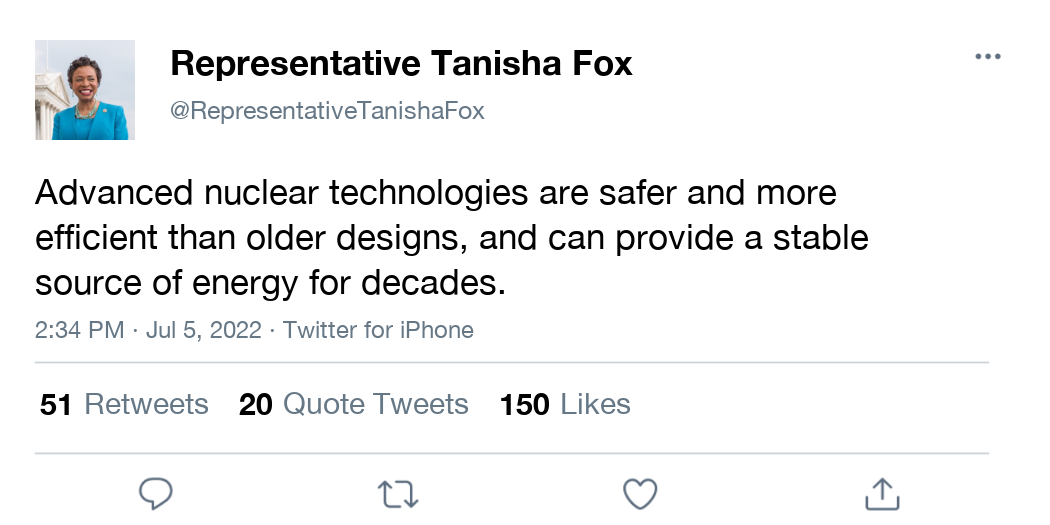 Representative Tanisha Fox
@RepresentativeTanishaFox
Advanced nuclear technologies are safer and more
efficient than older designs, and can provide a stable
source of energy for decades.
2:34 PM · Jul 5, 2022 · Twitter for iPhone
51 Retweets 20 Quote Tweets 150 Likes